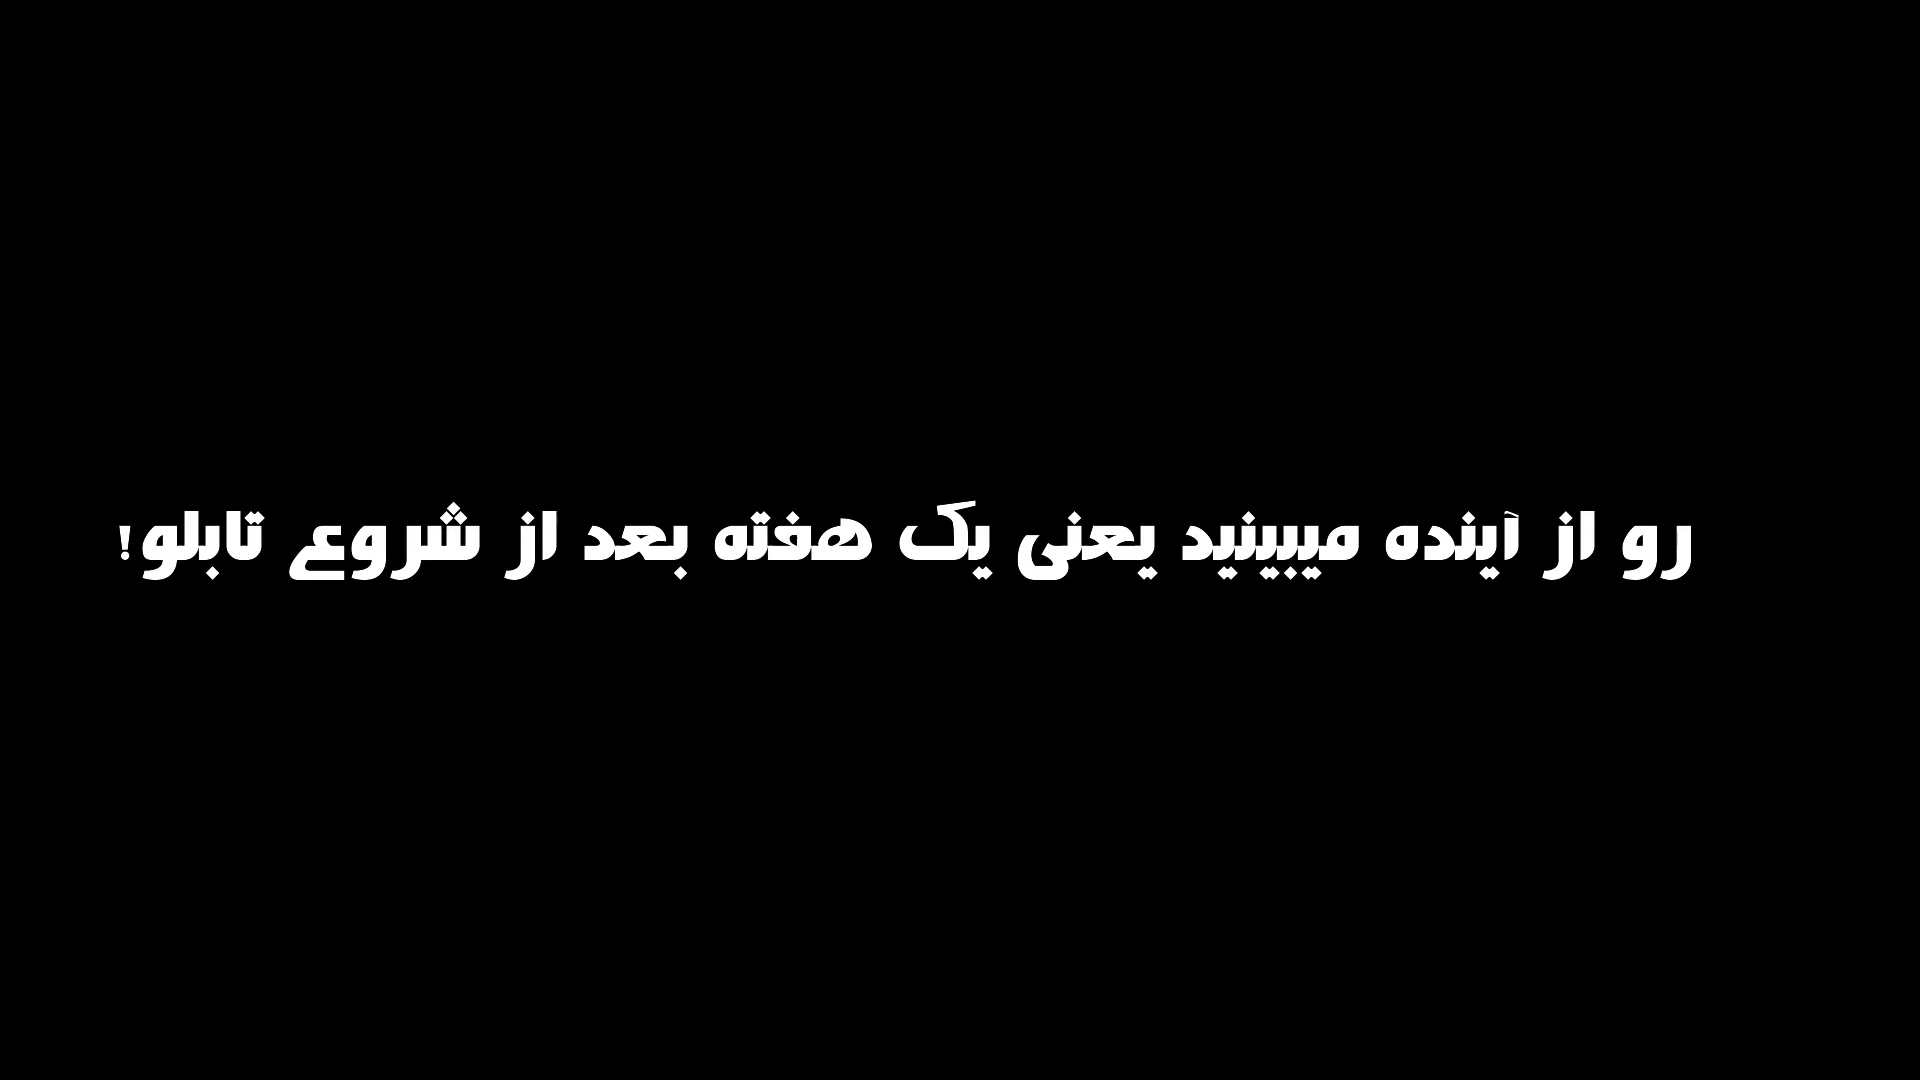 رو از آینده میبینید یعنی یک هفته بعد از شروع تابلو!